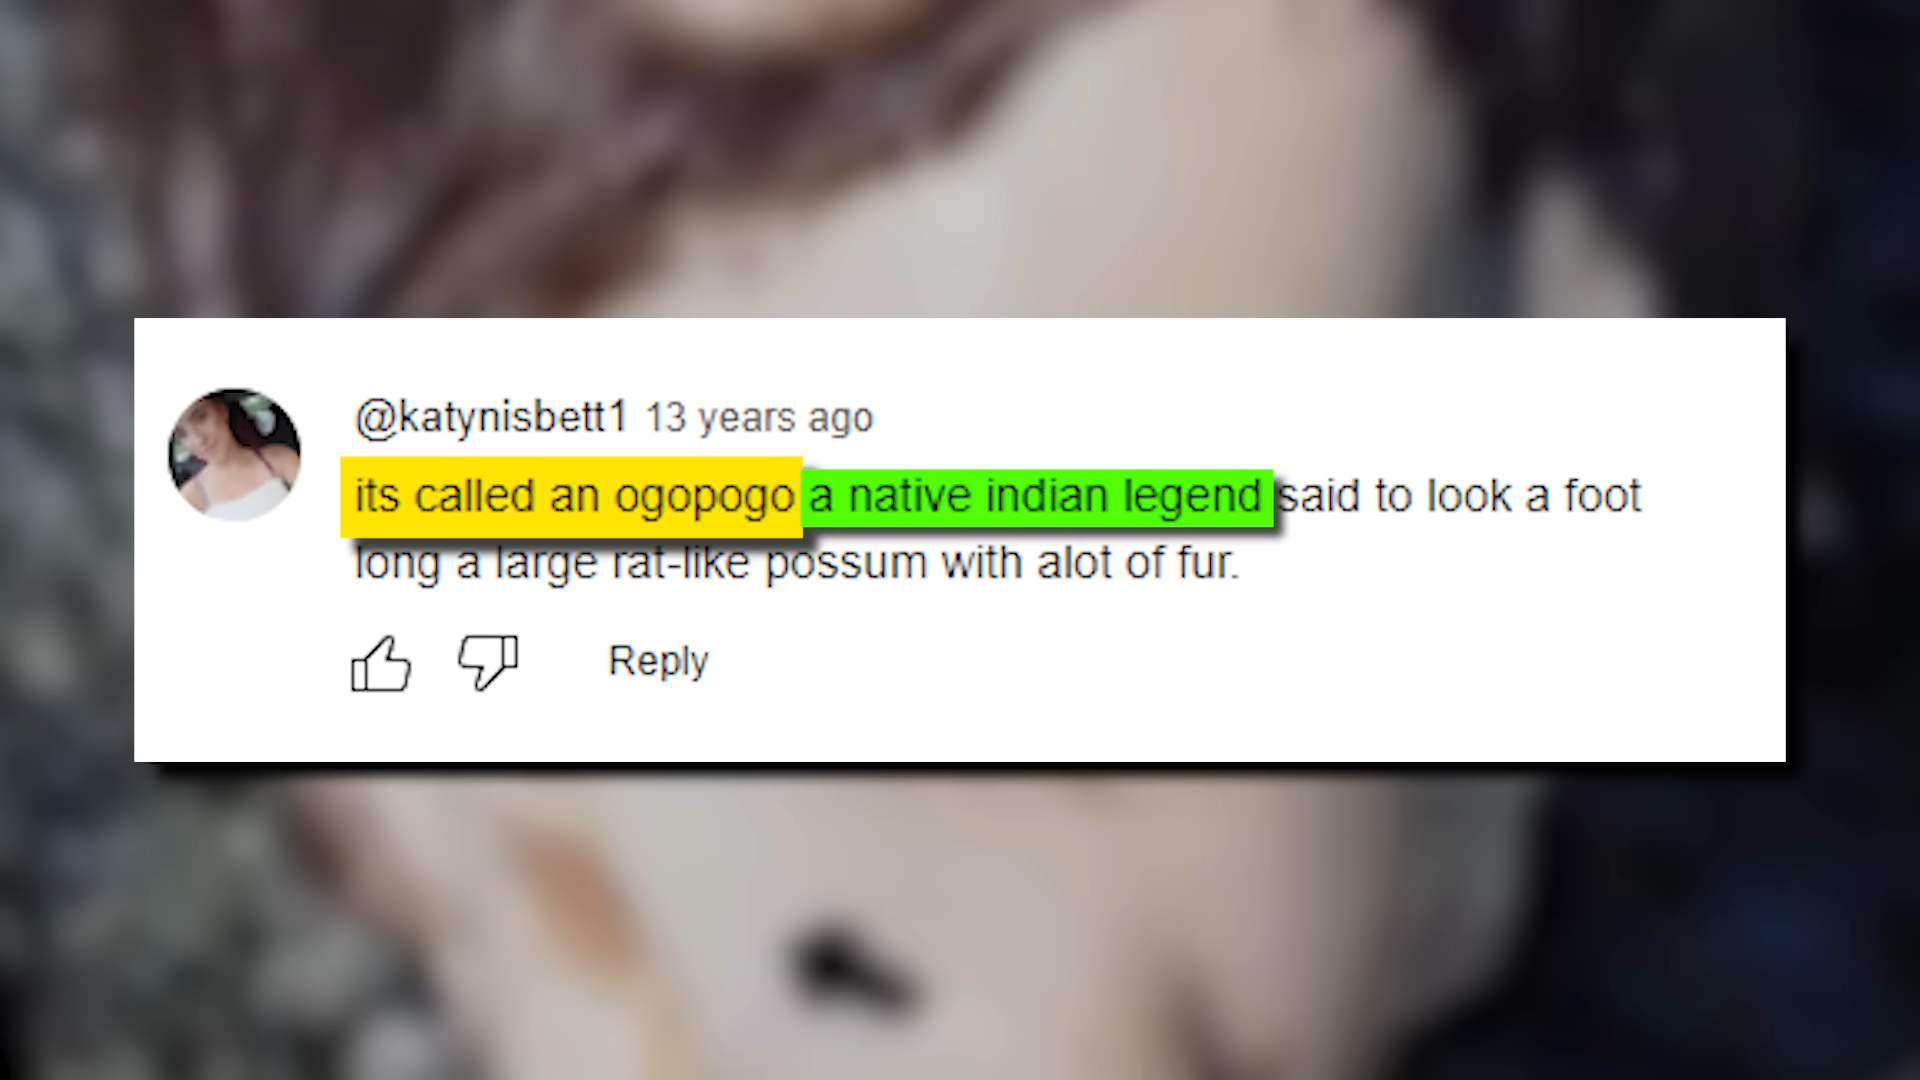 @katynisbett1 13 years ago
its called an ogopogo a native indian legend said to look a foot
long a large rat-like possum with alot of fur.
Reply